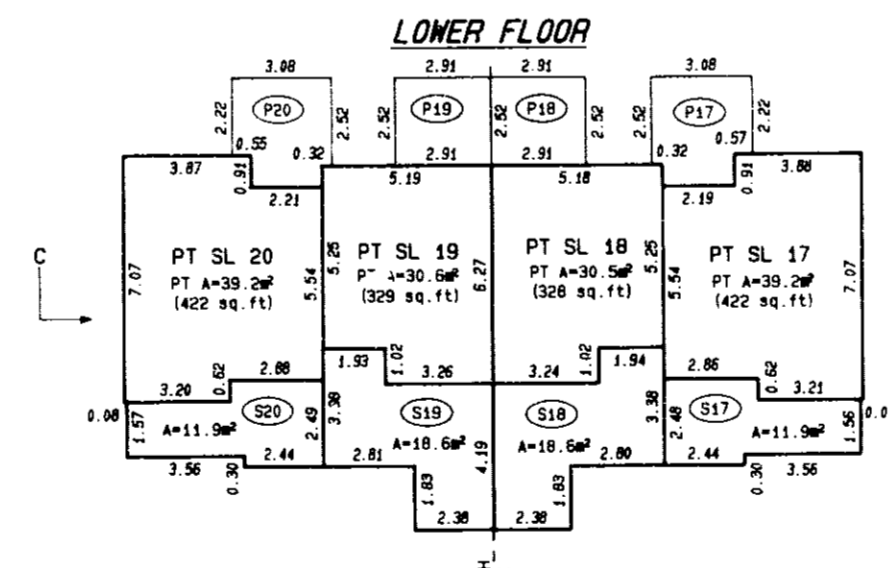 LOWER FLOOR
3.08 2.91 2.91 3.08
2.22 P20 2.52 2.52 P19 2.52 P18 2.52 2.52 P17 2.22
0.55 0.32 0.32 0.57
3.87 0.91 2.91 2.91 0.91 3.88
2.21 5.19 5.18 2.19
C
PT SL 20
PT A=39.2m²
(422 sq.ft)
PT SL 19
A=30.6m²
(329 sq.ft)
PT SL 18
PT A=30.5m²
(328 sq.ft)
PT SL 17
PT A=39.2m²
(422 sq.ft)
7.07 5.54 5.25 6.27 5.25 5.54 7.07
1.93 1.02 1.02 1.94
3.20 0.62 2.88 3.26 3.24 2.86 0.62 3.21
0.08 1.57 S20 2.49 3.38 S19 S18 3.38 2.48 S17 1.56
A=11.9m² A=18.6m² A=18.6m² A=11.9m²
3.56 0.30 2.44 2.81 4.19 2.80 2.44 0.30 3.56
1.83 1.83
2.38 2.38